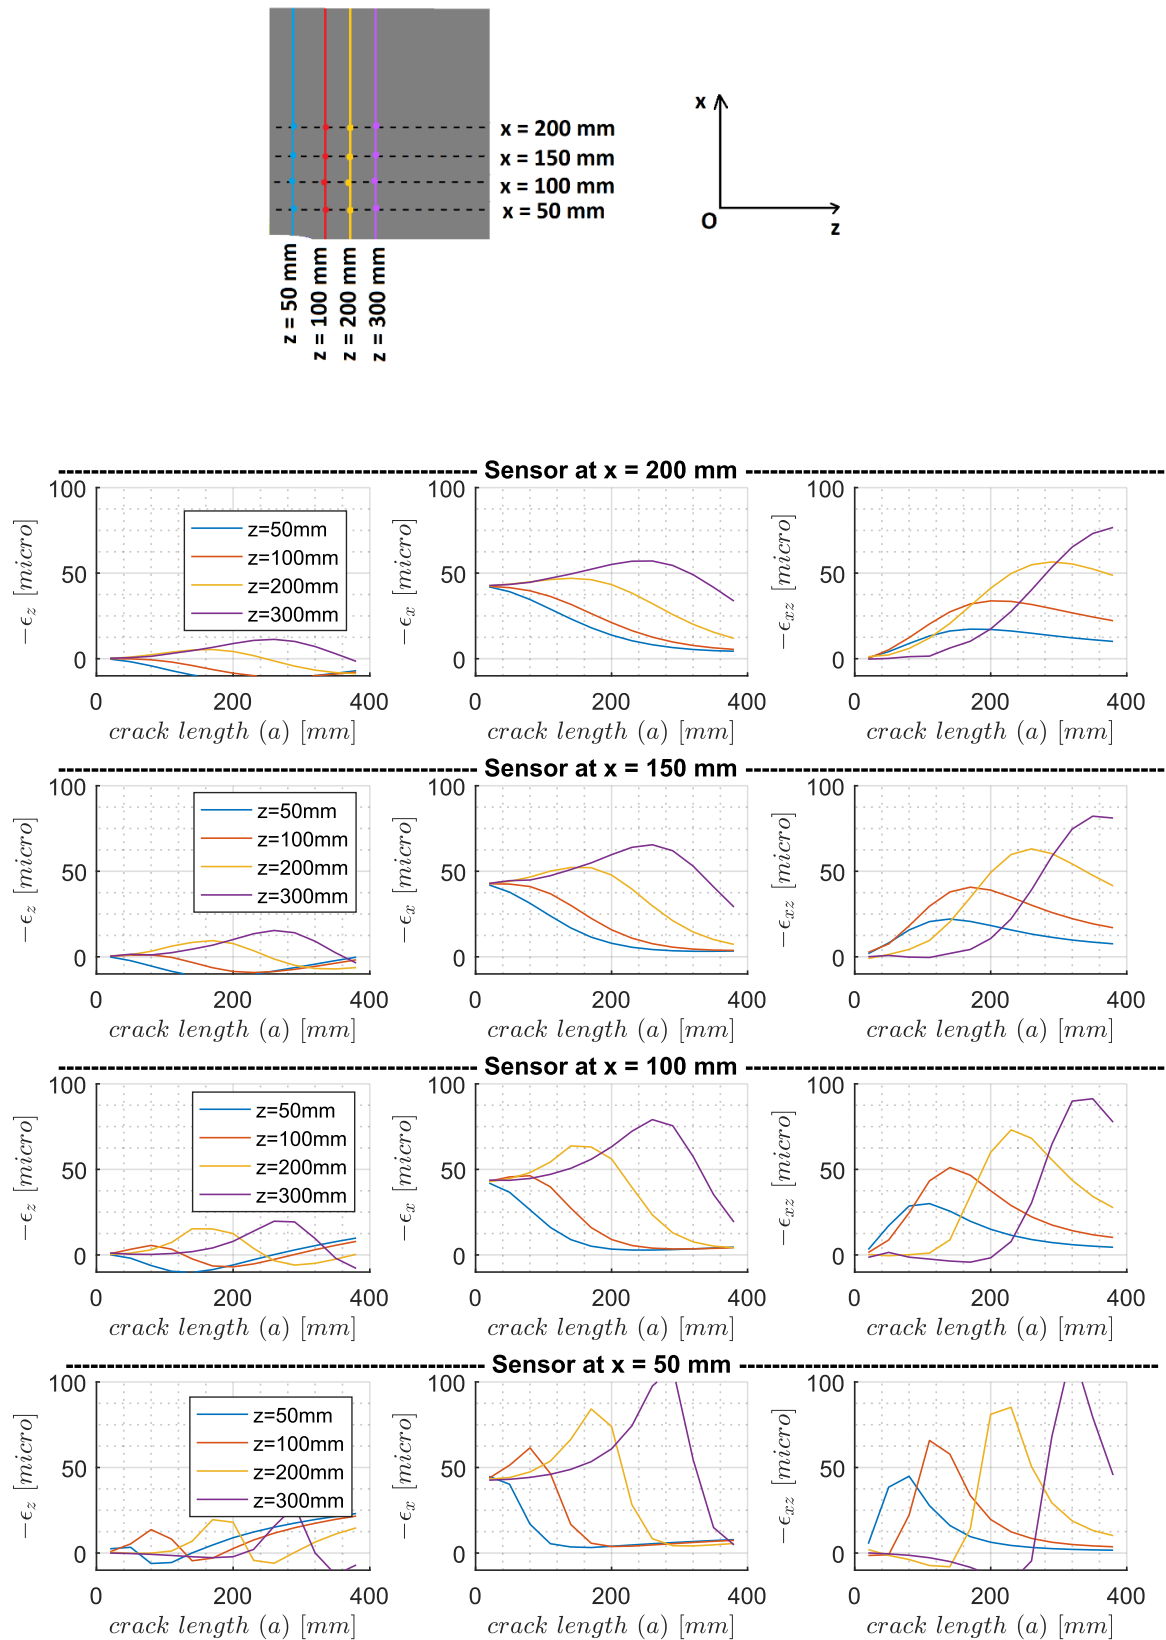 x = 200 mm
x = 150 mm
x = 100 mm
x = 50 mm
z = 50 mm
z = 100 mm
z = 200 mm
z = 300 mm
x
O
z
Sensor at x = 200 mm
100
50
0
−ϵz [micro]
z=50mm
z=100mm
z=200mm
z=300mm
0 200 400
crack length (a) [mm]
100
50
0
−ϵx [micro]
0 200 400
crack length (a) [mm]
100
50
0
−ϵxz [micro]
0 200 400
crack length (a) [mm]
Sensor at x = 150 mm
100
50
0
−ϵz [micro]
z=50mm
z=100mm
z=200mm
z=300mm
0 200 400
crack length (a) [mm]
100
50
0
−ϵx [micro]
0 200 400
crack length (a) [mm]
100
50
0
−ϵxz [micro]
0 200 400
crack length (a) [mm]
Sensor at x = 100 mm
100
50
0
−ϵz [micro]
z=50mm
z=100mm
z=200mm
z=300mm
0 200 400
crack length (a) [mm]
100
50
0
−ϵx [micro]
0 200 400
crack length (a) [mm]
100
50
0
−ϵxz [micro]
0 200 400
crack length (a) [mm]
Sensor at x = 50 mm
100
50
0
−ϵz [micro]
z=50mm
z=100mm
z=200mm
z=300mm
0 200 400
crack length (a) [mm]
100
50
0
−ϵx [micro]
0 200 400
crack length (a) [mm]
100
50
0
−ϵxz [micro]
0 200 400
crack length (a) [mm]